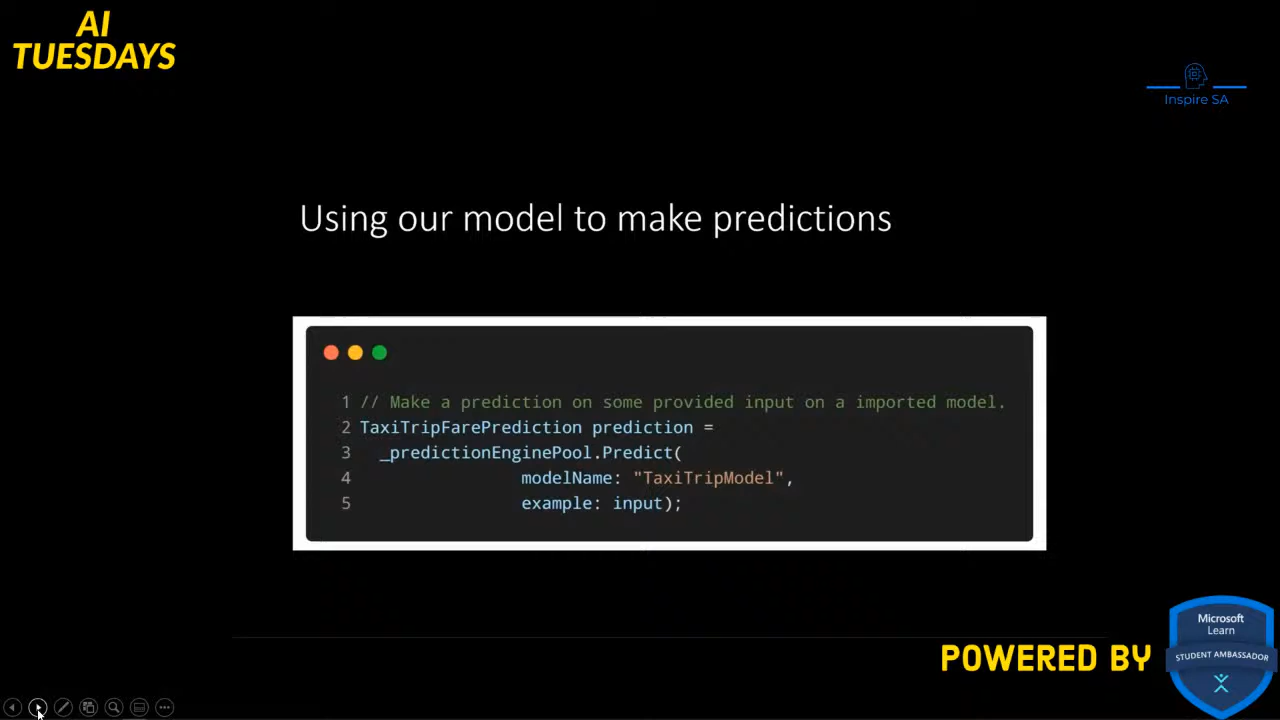 AI
TUESDAYS
Inspire SA
Using our model to make predictions
1 // Make a prediction on some provided input on a imported model.
2 TaxiTripFarePrediction prediction =
3 _predictionEnginePool.Predict(
4 modelName: "TaxiTripModel",
5 example: input);
POWERED BY
Microsoft
Learn
STUDENT AMBASSADOR